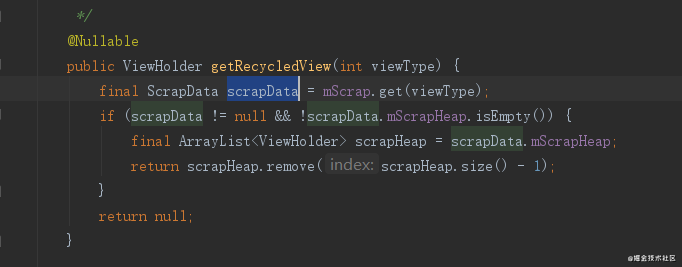 */
@Nullable
public ViewHolder getRecycledView(int viewType) {
final ScrapData scrapData = mScrap.get(viewType);
if (scrapData != null && !scrapData.mScrapHeap.isEmpty()) {
final ArrayList<ViewHolder> scrapHeap = scrapData.mScrapHeap;
return scrapHeap.remove( index: scrapHeap.size() - 1);
}
return null;
}
@掘金技术社区